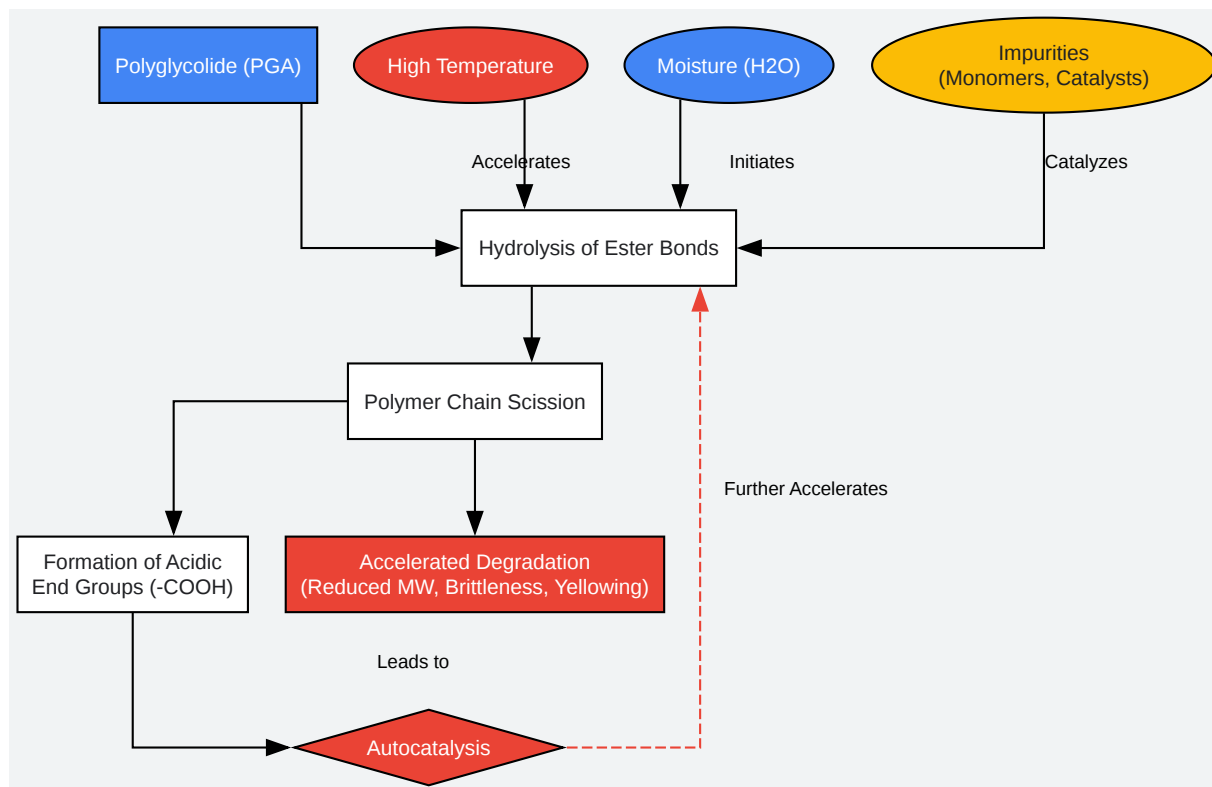 Polyglycolide (PGA)
High Temperature
Moisture (H2O)
Impurities
(Monomers, Catalysts)
Accelerates
Initiates
Catalyzes
Hydrolysis of Ester Bonds
Polymer Chain Scission
Further Accelerates
Formation of Acidic
End Groups (-COOH)
Accelerated Degradation
(Reduced MW, Brittleness, Yellowing)
Leads to
Autocatalysis